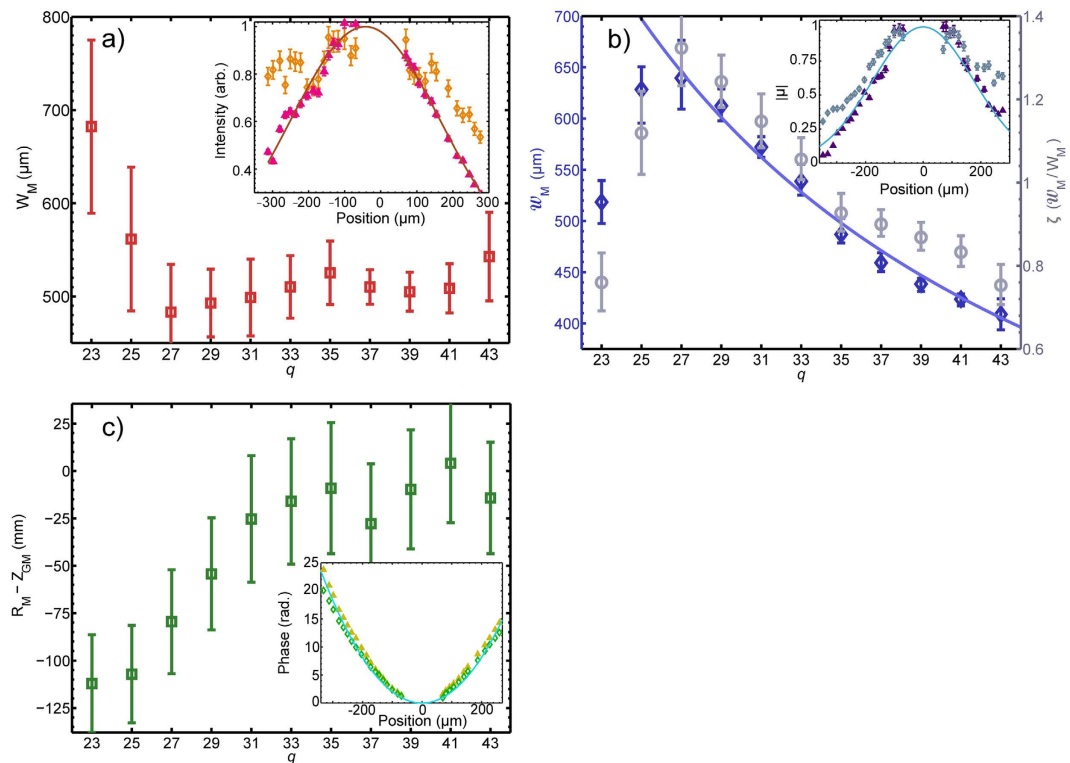 a)
W_M (µm)
800
700
600
500
23 25 27 29 31 33 35 37 39 41 43
q
Intensity (arb.)
1
0.8
0.6
0.4
−300 −200 −100 0 100 200 300
Position (µm)
b)
w_M (µm)
700
650
600
550
500
450
400
23 25 27 29 31 33 35 37 39 41 43
q
1.4
1.2
1
0.8
0.6
ζ (w_M/W_M)
|µ|
1
0.75
0.5
0.25
0
−200 0 200
Position (µm)
c)
R_M − Z_GM (mm)
25
0
−25
−50
−75
−100
−125
23 25 27 29 31 33 35 37 39 41 43
q
Phase (rad.)
25
20
15
10
5
0
−200 0 200
Position (µm)